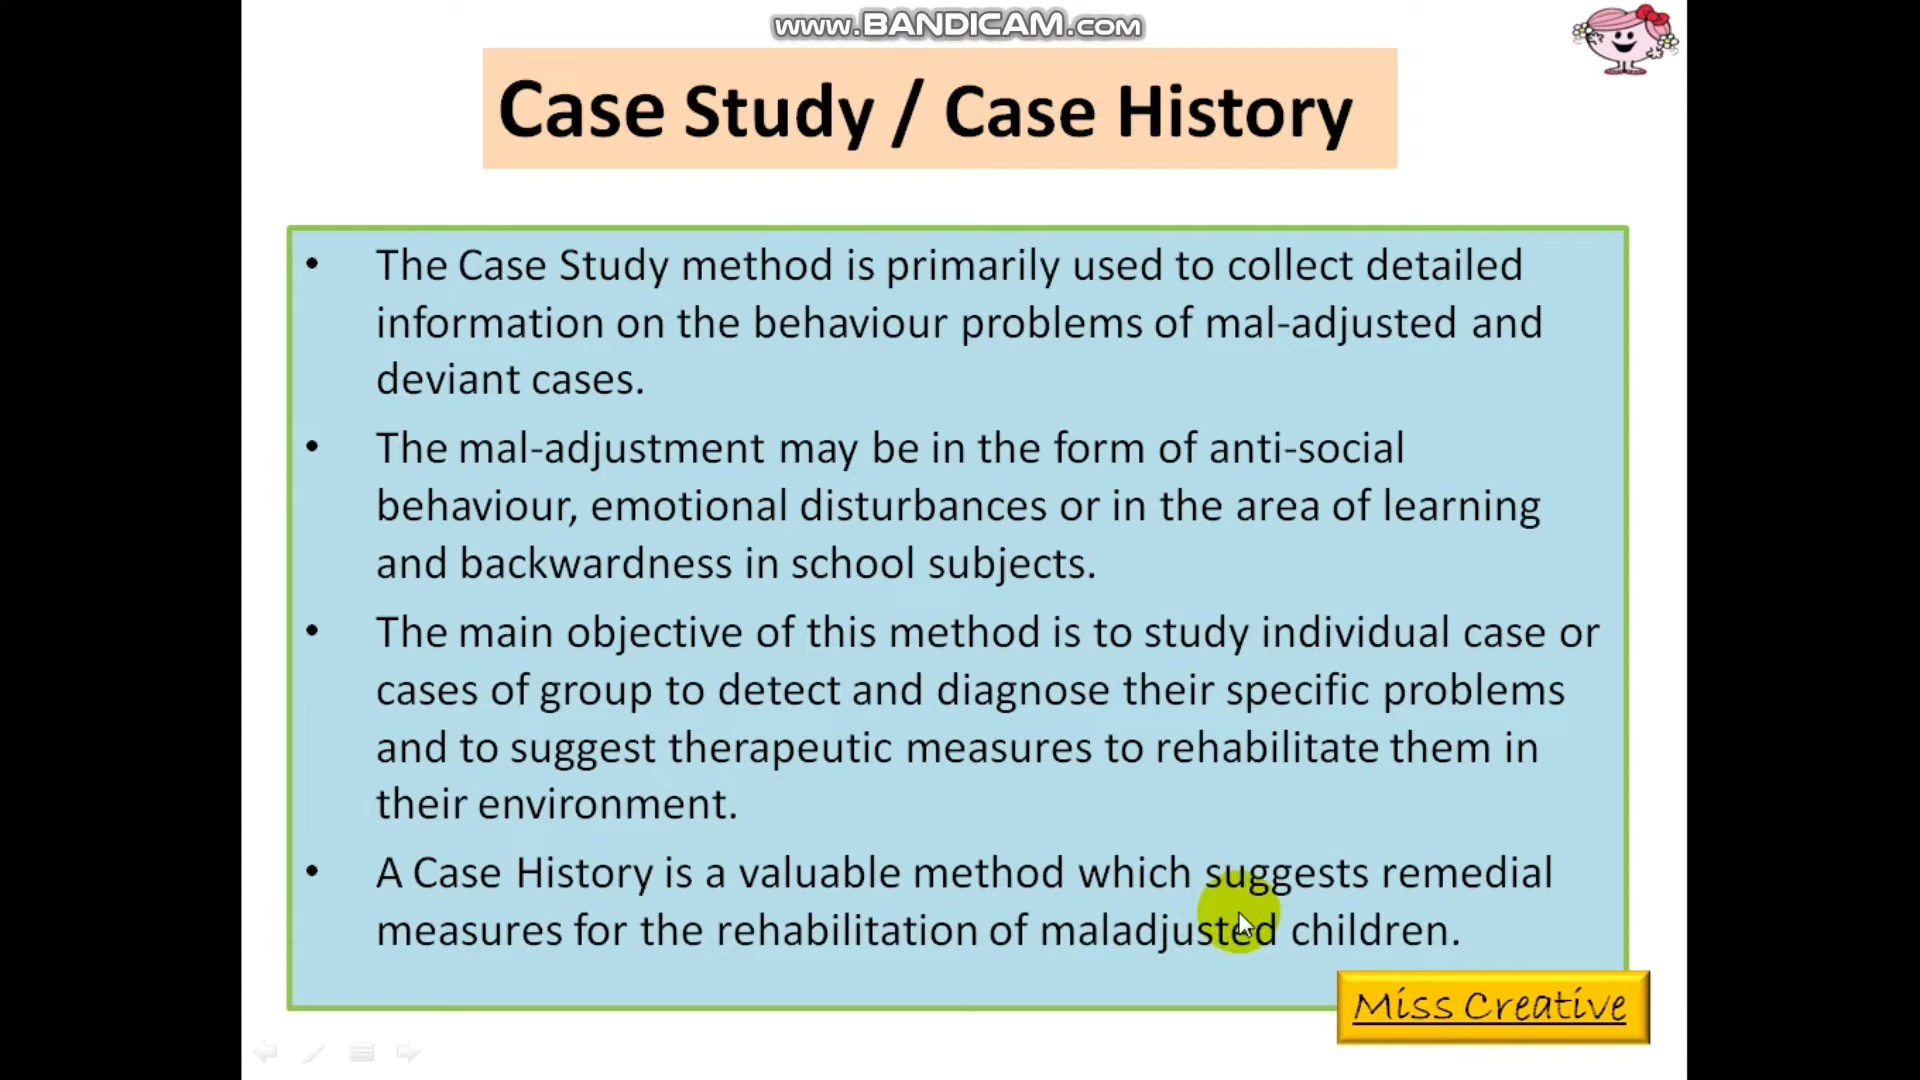 www.BANDICAM.com
Case Study / Case History
• The Case Study method is primarily used to collect detailed
information on the behaviour problems of mal-adjusted and
deviant cases.
• The mal-adjustment may be in the form of anti-social
behaviour, emotional disturbances or in the area of learning
and backwardness in school subjects.
• The main objective of this method is to study individual case or
cases of group to detect and diagnose their specific problems
and to suggest therapeutic measures to rehabilitate them in
their environment.
• A Case History is a valuable method which suggests remedial
measures for the rehabilitation of maladjusted children.
Miss Creative